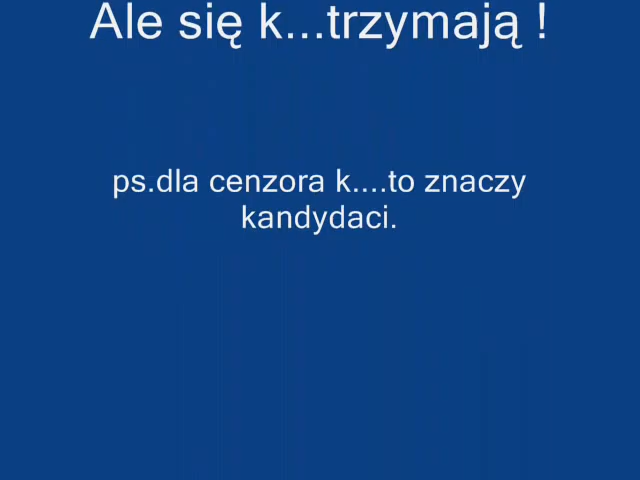 Ale się k...trzymają !
ps.dla cenzora k....to znaczy
kandydaci.